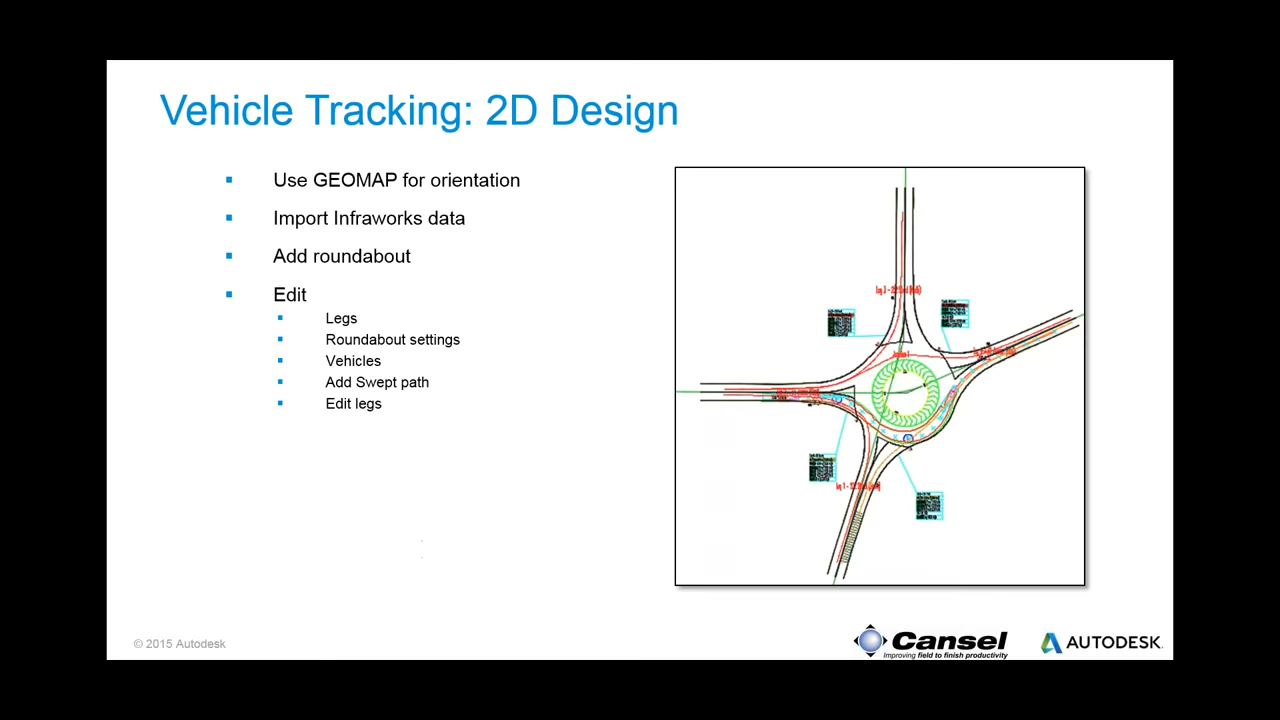 Vehicle Tracking: 2D Design
Use GEOMAP for orientation
Import Infraworks data
Add roundabout
Edit
Legs
Roundabout settings
Vehicles
Add Swept path
Edit legs
© 2015 Autodesk
Cansel
Improving field to finish productivity
AUTODESK.